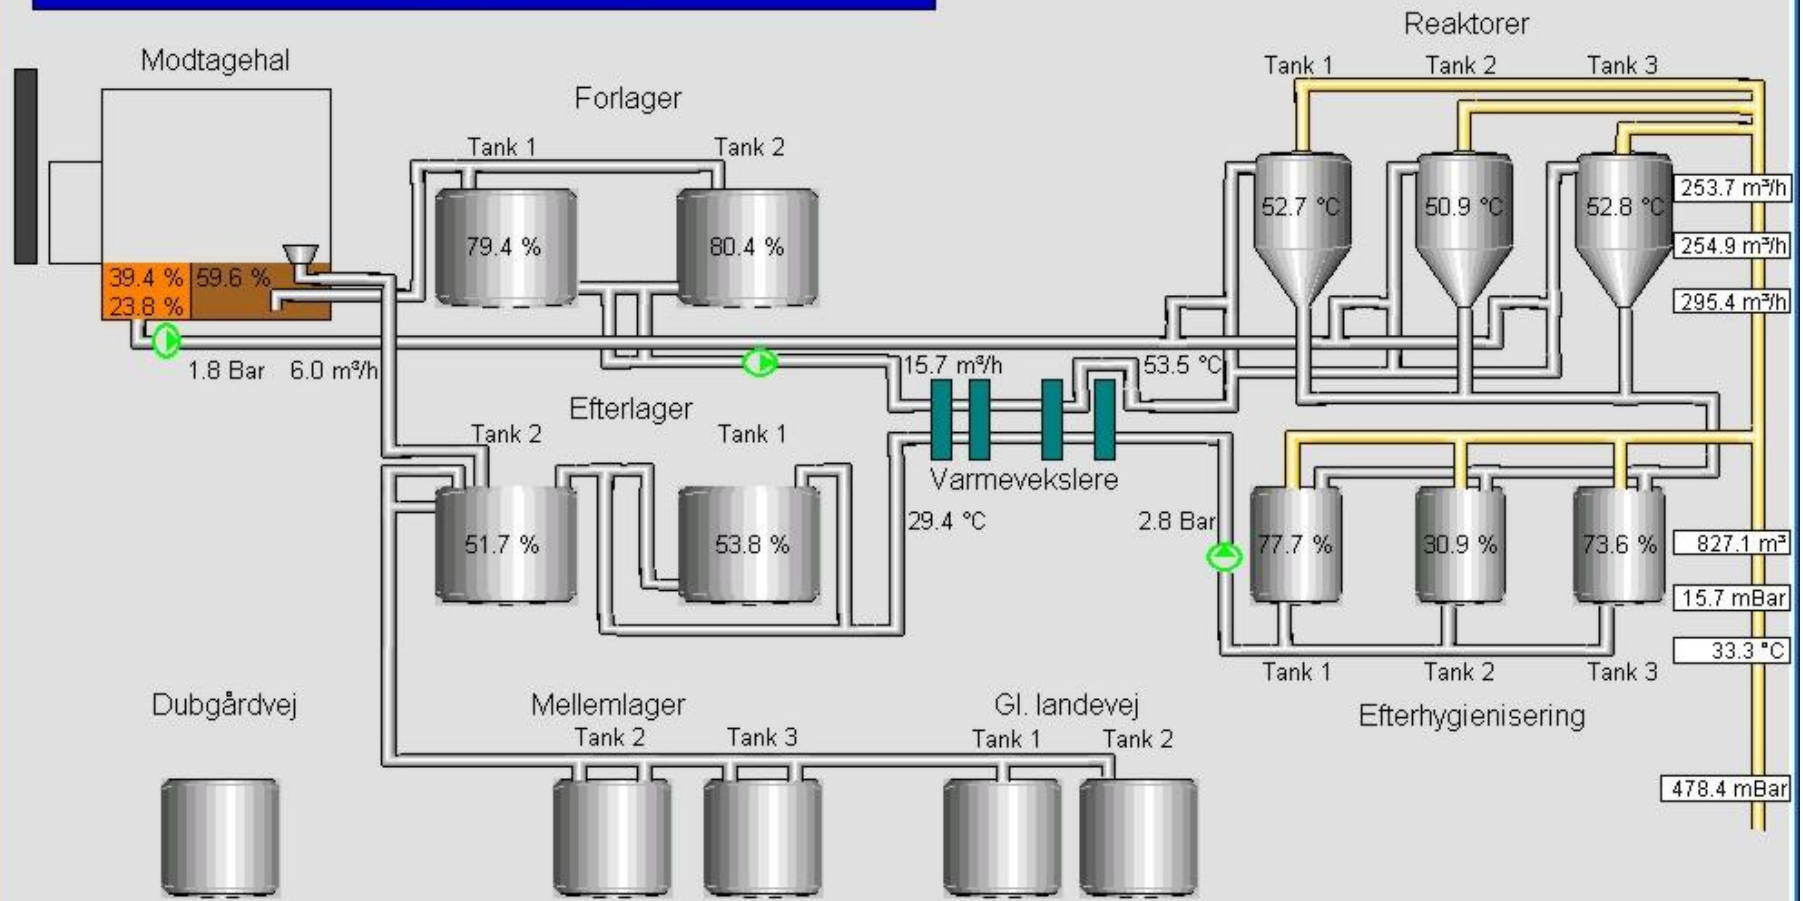 Reaktorer
Modtagehal
Tank 1 Tank 2 Tank 3
Forlager
Tank 1 Tank 2
253.7 m³/h
52.7 °C 50.9 °C 52.8 °C
79.4 % 80.4 %
254.9 m³/h
39.4 % 59.6 %
23.8 %
295.4 m³/h
1.8 Bar 6.0 m³/h
15.7 m³/h 53.5 °C
Efterlager
Tank 2 Tank 1
Varmevekslere
29.4 °C 2.8 Bar
51.7 % 53.8 %
77.7 % 30.9 % 73.6 %
827.1 m³
15.7 mBar
33.3 °C
Tank 1 Tank 2 Tank 3
Efterhygienisering
Dubgårdvej Mellemlager Gl. landevej
Tank 2 Tank 3 Tank 1 Tank 2
478.4 mBar